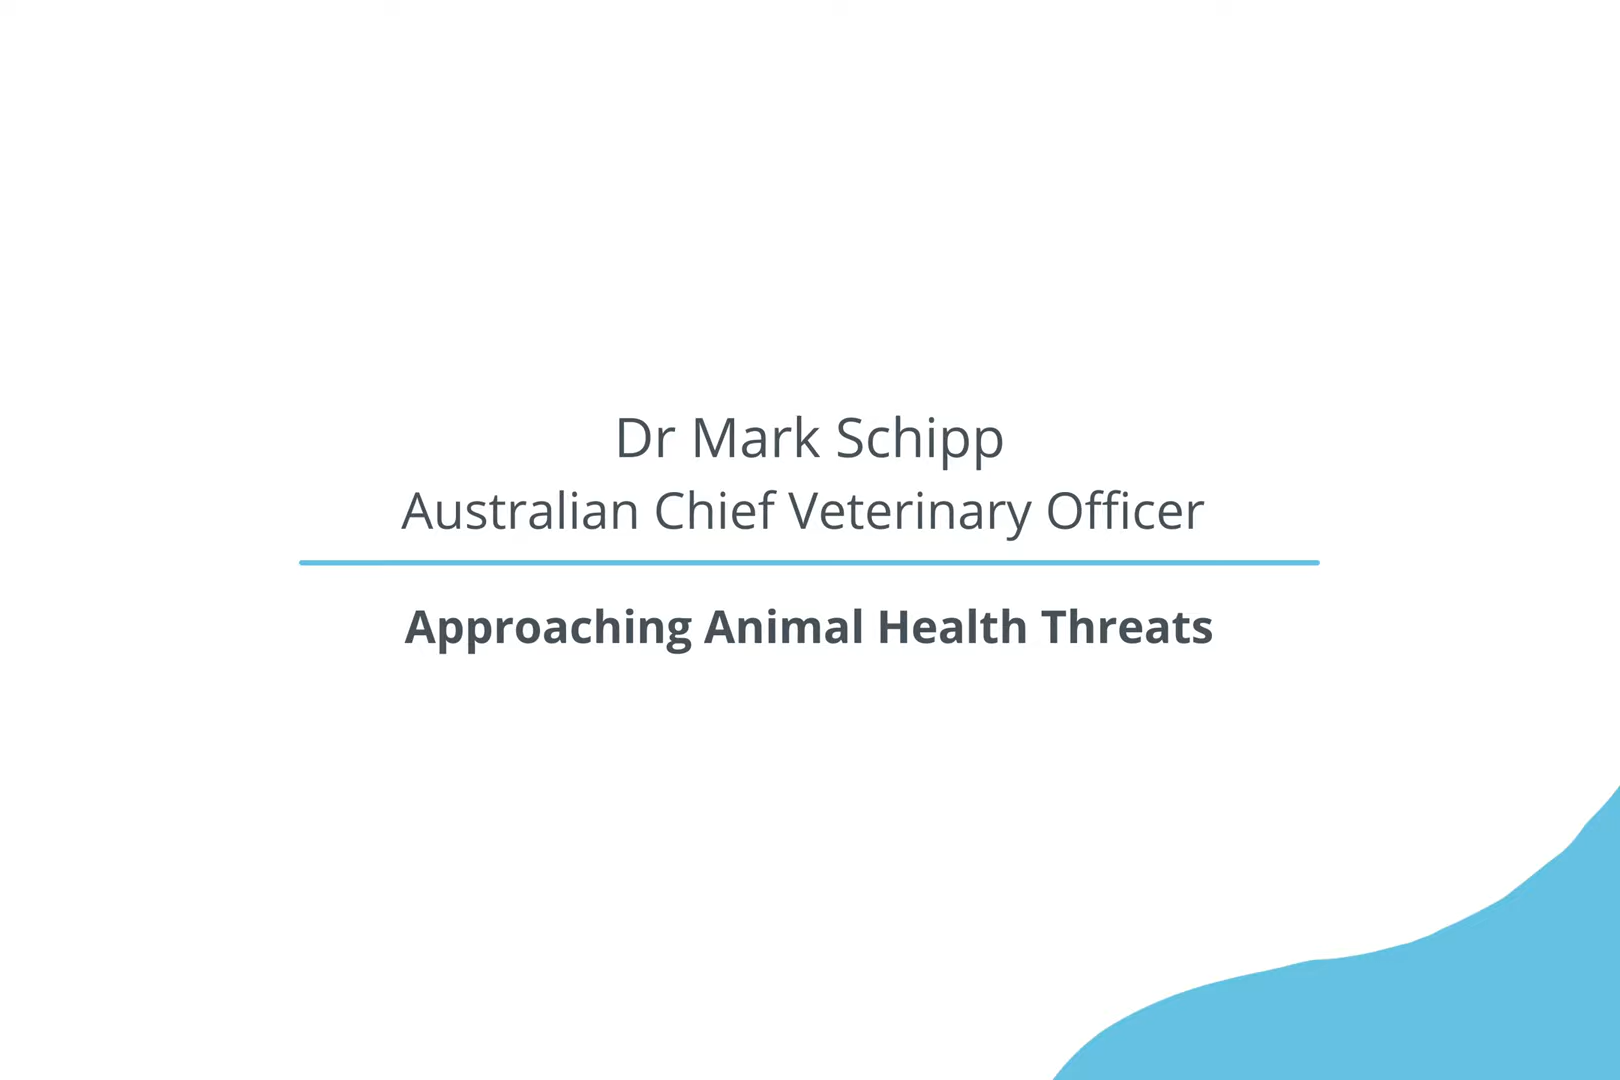 Dr Mark Schipp
Australian Chief Veterinary Officer
Approaching Animal Health Threats